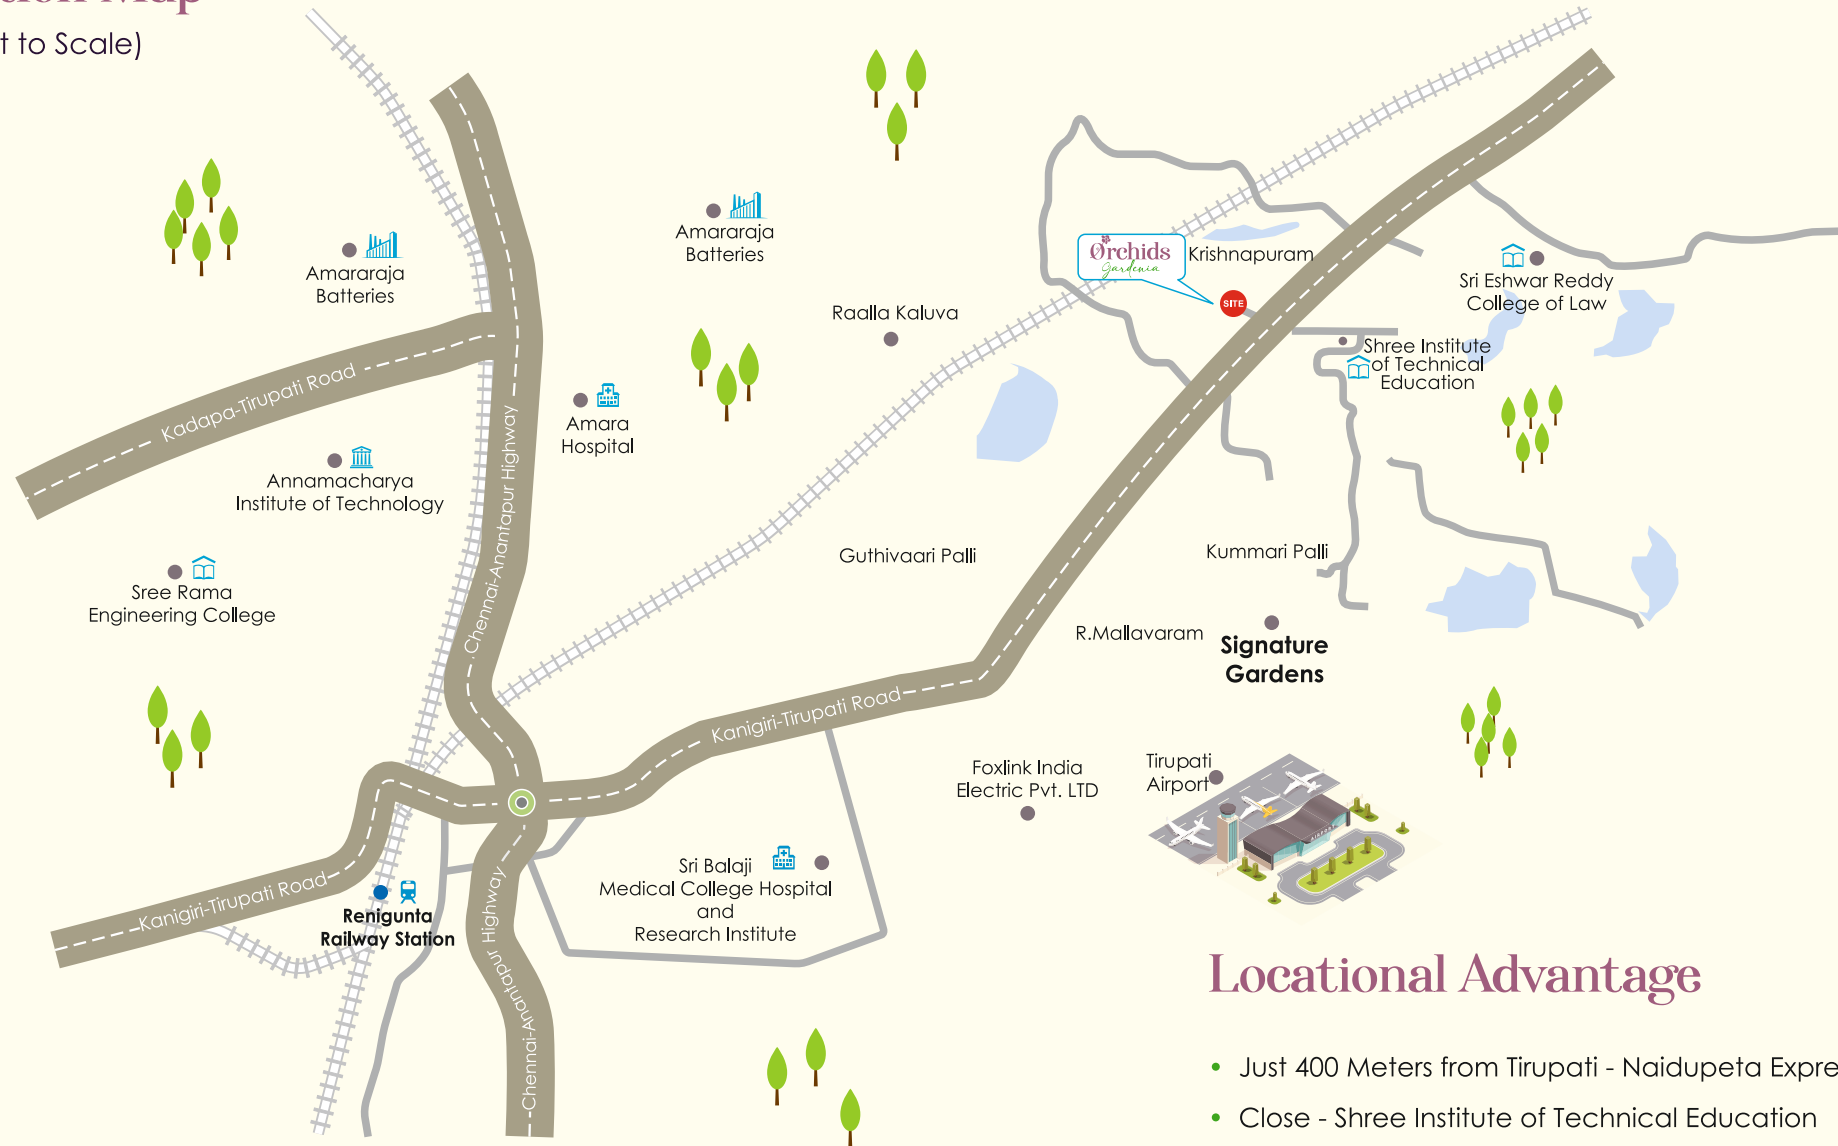 t to Scale)
Amararaja
Batteries
Amararaja
Batteries
Orchids
Gardenia
Krishnapuram
SITE
Sri Eshwar Reddy
College of Law
Raalla Kaluva
Shree Institute
of Technical
Education
Kadapa-Tirupati Road
Chennai-Anantapur Highway
Amara
Hospital
Annamacharya
Institute of Technology
Guthivaari Palli
Kummari Palli
Sree Rama
Engineering College
R.Mallavaram
Signature
Gardens
Kanigiri-Tirupati Road
Foxlink India
Electric Pvt. LTD
Tirupati
Airport
AIRPORT
Sri Balaji
Medical College Hospital
and
Research Institute
Kanigiri-Tirupati Road
Renigunta
Railway Station
Chennai-Anantapur Highway
Locational Advantage
• Just 400 Meters from Tirupati - Naidupeta Expre
• Close - Shree Institute of Technical Education